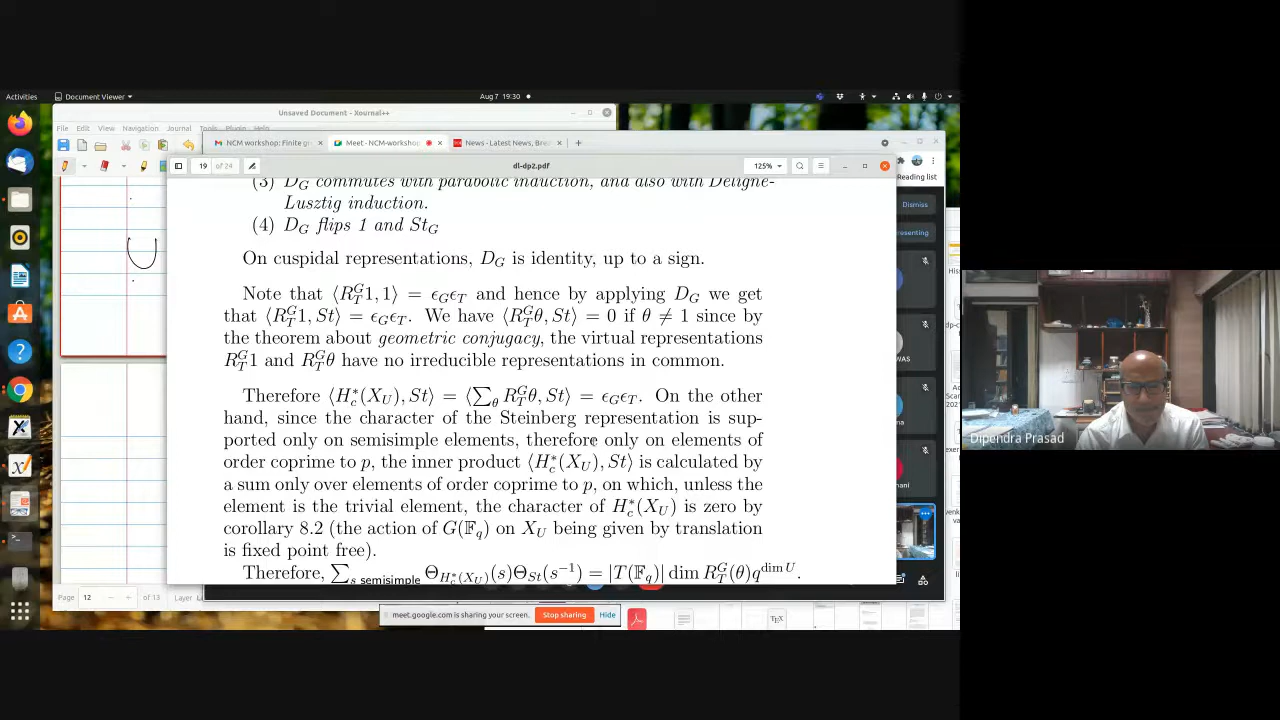 Activities
Document Viewer ▾
Aug 7 19:30
Unsaved Document - Xournal++
File Edit View Navigation Journal Tools Plugin Help
NCM workshop: Finite gr
Meet - NCM-workshop
News - Latest News, Bre
19 of 24
dl-dp2.pdf
125%
Reading list
(3) D_G commutes with parabolic induction, and also with Deligne-
Lusztig induction.
(4) D_G flips 1 and St_G
On cuspidal representations, D_G is identity, up to a sign.
Note that ⟨R_T^G 1, 1⟩ = ϵ_Gϵ_T and hence by applying D_G we get
that ⟨R_T^G 1, St⟩ = ϵ_Gϵ_T. We have ⟨R_T^G θ, St⟩ = 0 if θ ≠ 1 since by
the theorem about geometric conjugacy, the virtual representations
R_T^G 1 and R_T^G θ have no irreducible representations in common.
Therefore ⟨H_c^*(X_U), St⟩ = ⟨∑_θ R_T^G θ, St⟩ = ϵ_Gϵ_T. On the other
hand, since the character of the Steinberg representation is sup-
ported only on semisimple elements, therefore only on elements of
order coprime to p, the inner product ⟨H_c^*(X_U), St⟩ is calculated by
a sum only over elements of order coprime to p, on which, unless the
element is the trivial element, the character of H_c^*(X_U) is zero by
corollary 8.2 (the action of G(𝔽_q) on X_U being given by translation
is fixed point free).
Therefore, ∑_{s semisimple} Θ_{H_c^*(X_U)}(s)Θ_{St}(s^{-1}) = |T(𝔽_q)| dim R_T^G(θ)q^{dim U}.
Dismiss
resenting
WAS
Page 12 of 13 Layer
meet.google.com is sharing your screen.
Stop sharing
Hide
TEX
Dipendra Prasad